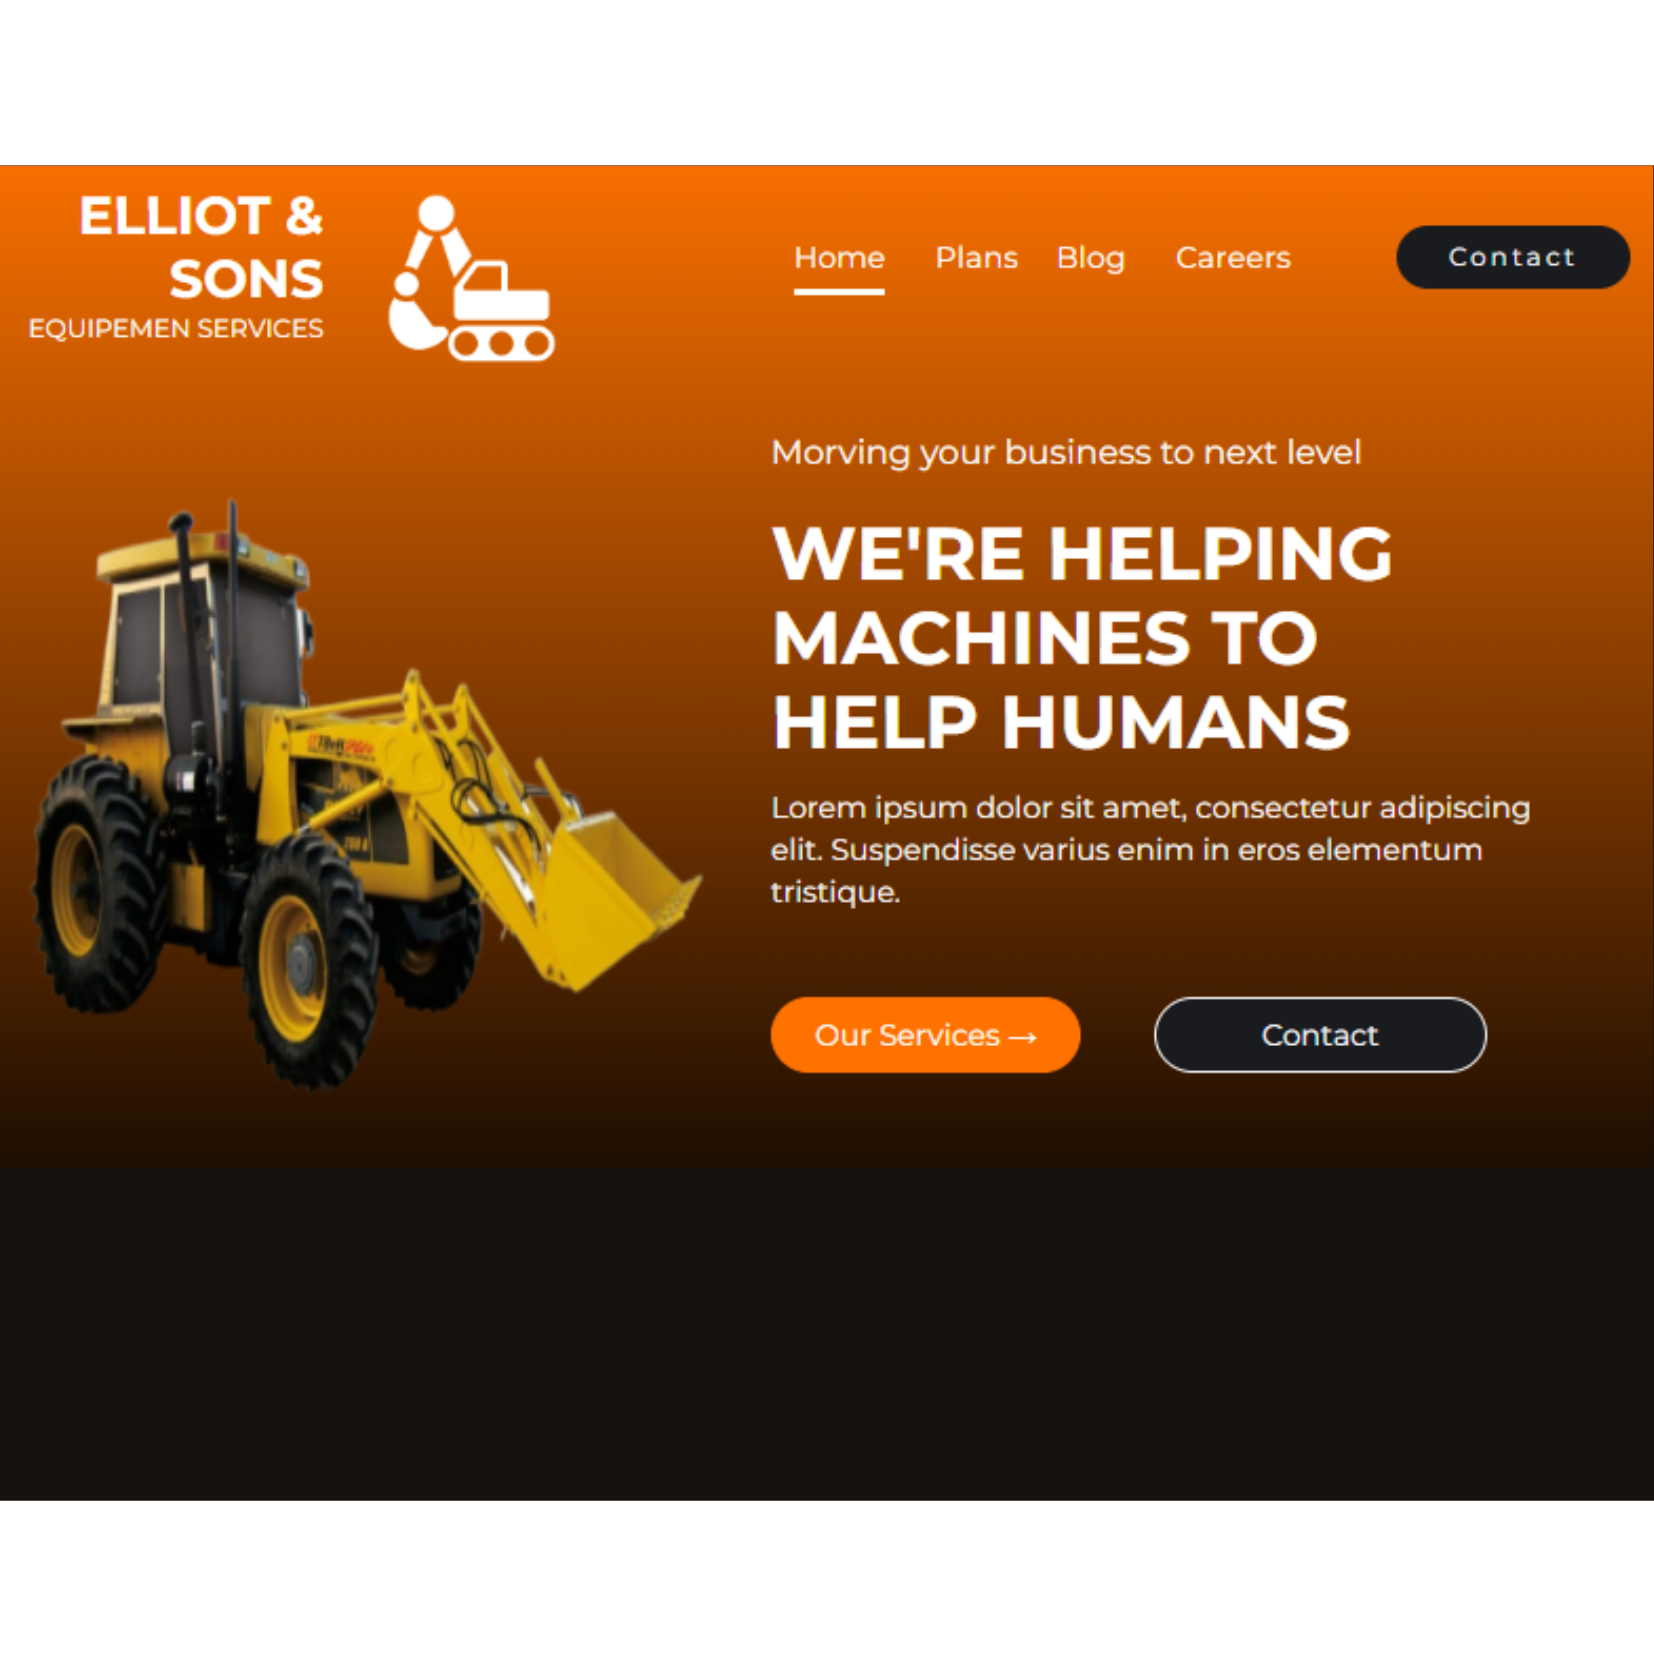 ELLIOT &
SONS
EQUIPEMEN SERVICES
Home Plans Blog Careers Contact
Morving your business to next level
WE'RE HELPING
MACHINES TO
HELP HUMANS
Lorem ipsum dolor sit amet, consectetur adipiscing
elit. Suspendisse varius enim in eros elementum
tristique.
Our Services → Contact